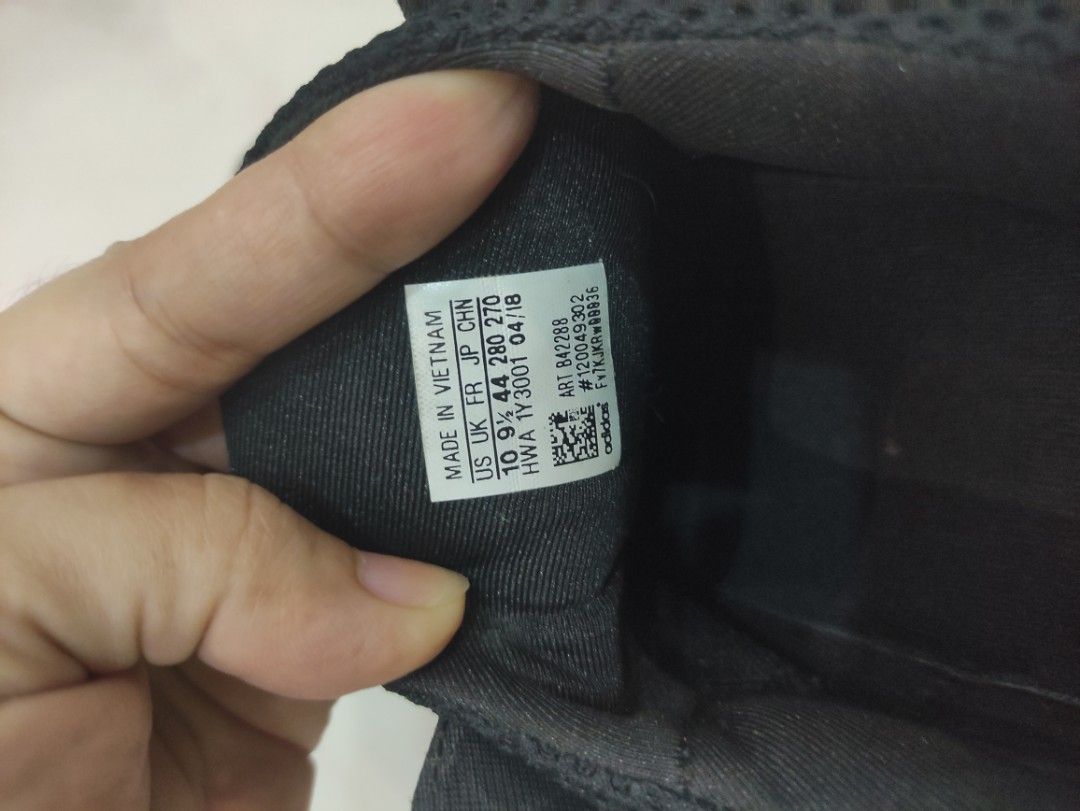 MADE IN VIETNAM
US UK FR JP CHN
10 9½ 44 280 270
HWA 1Y3001 04/18
ART B42288
#120049302
adidas